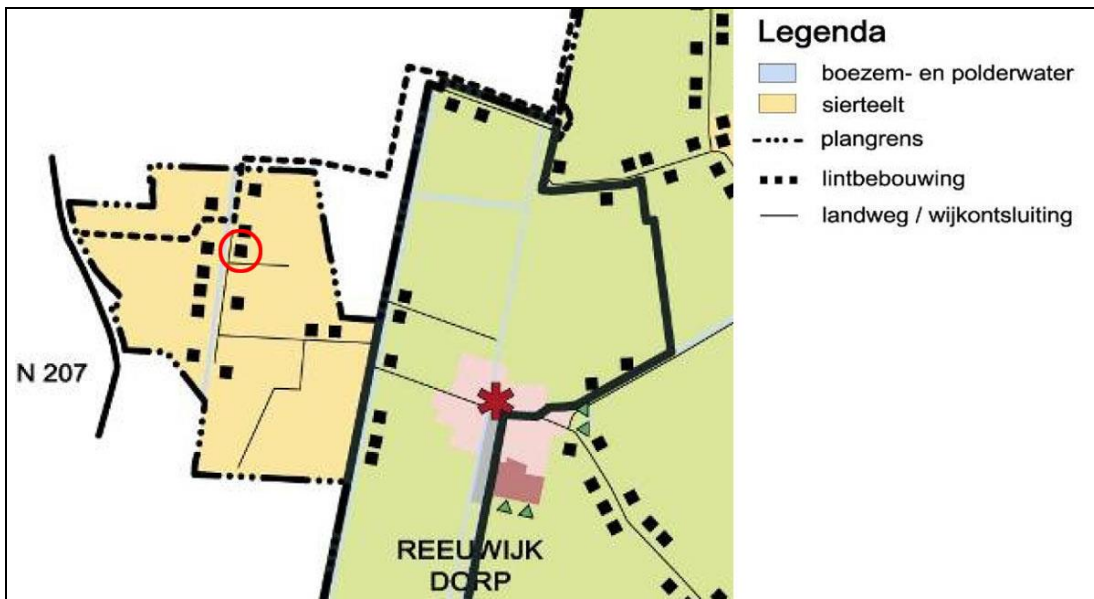 Legenda
boezem- en polderwater
sierteelt
plangrens
lintbebouwing
landweg / wijkontsluiting
N 207
REEUWIJK
DORP